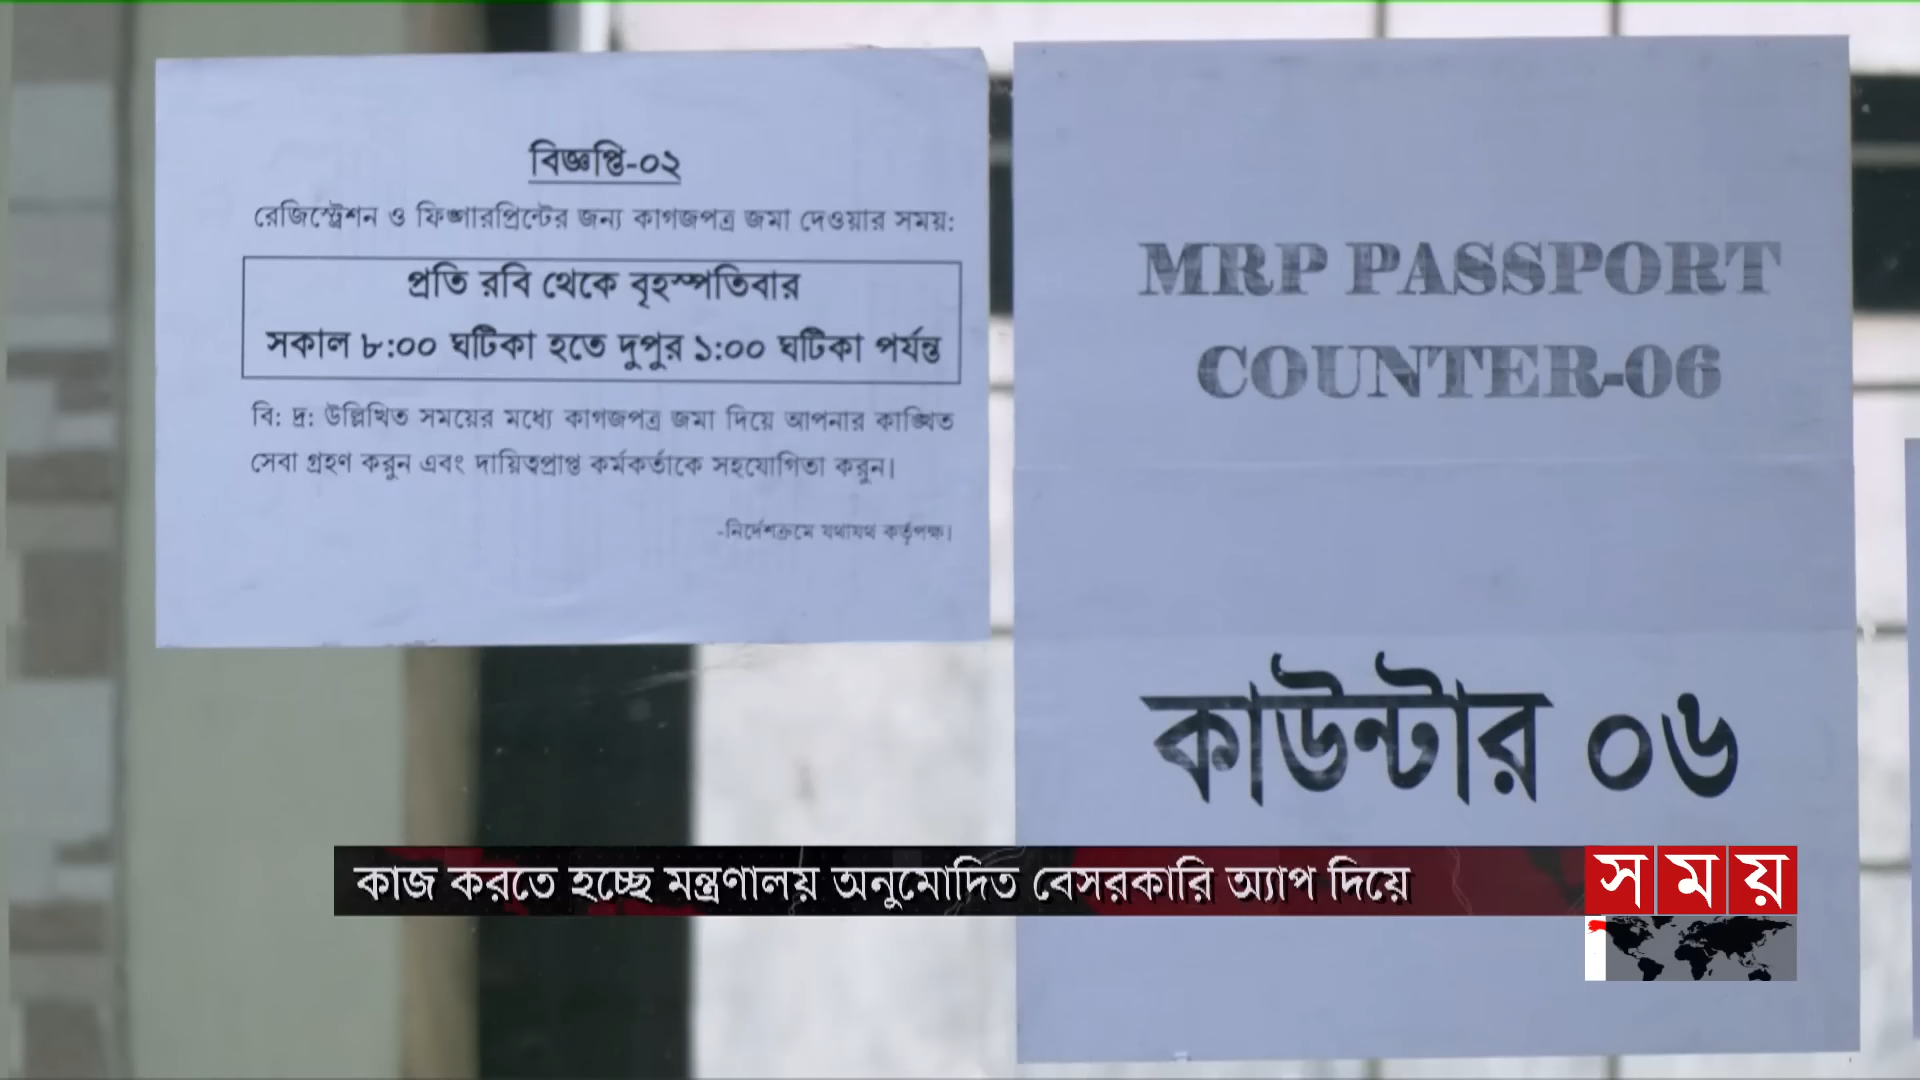 বিজ্ঞপ্তি-০২
রেজিস্ট্রেশন ও ফিঙ্গারপ্রিন্টের জন্য কাগজপত্র জমা দেওয়ার সময়:
প্রতি রবি থেকে বৃহস্পতিবার
সকাল ৮:০০ ঘটিকা হতে দুপুর ১:০০ ঘটিকা পর্যন্ত
বি: দ্র: উল্লিখিত সময়ের মধ্যে কাগজপত্র জমা দিয়ে আপনার কাঙ্খিত
সেবা গ্রহণ করুন এবং দায়িত্বপ্রাপ্ত কর্মকর্তাকে সহযোগিতা করুন।
-নির্দেশক্রমে যথাযথ কর্তৃপক্ষ।
MRP PASSPORT
COUNTER-06
কাউন্টার ০৬
কাজ করতে হচ্ছে মন্ত্রণালয় অনুমোদিত বেসরকারি অ্যাপ দিয়ে
সময়